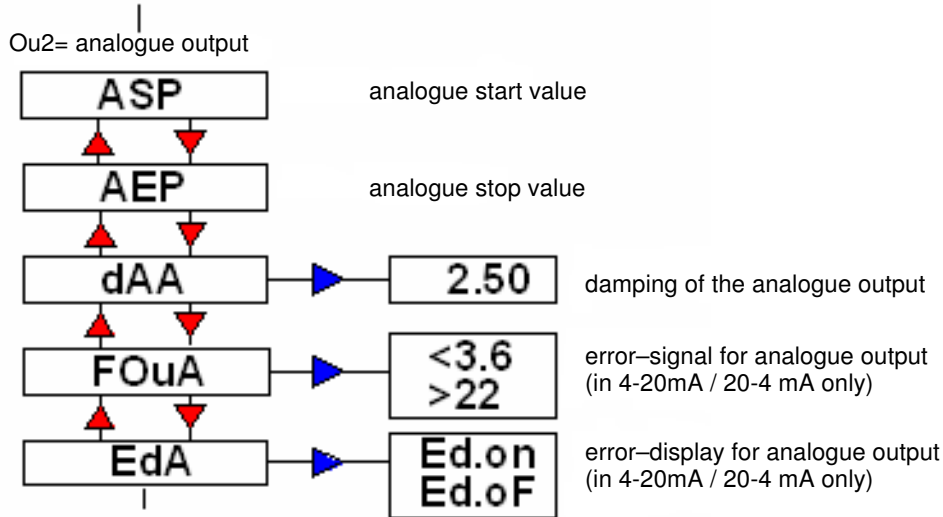 Ou2= analogue output
ASP
analogue start value
AEP
analogue stop value
dAA
2.50
damping of the analogue output
FOuA
<3.6
>22
error–signal for analogue output
(in 4-20mA / 20-4 mA only)
EdA
Ed.on
Ed.oF
error–display for analogue output
(in 4-20mA / 20-4 mA only)